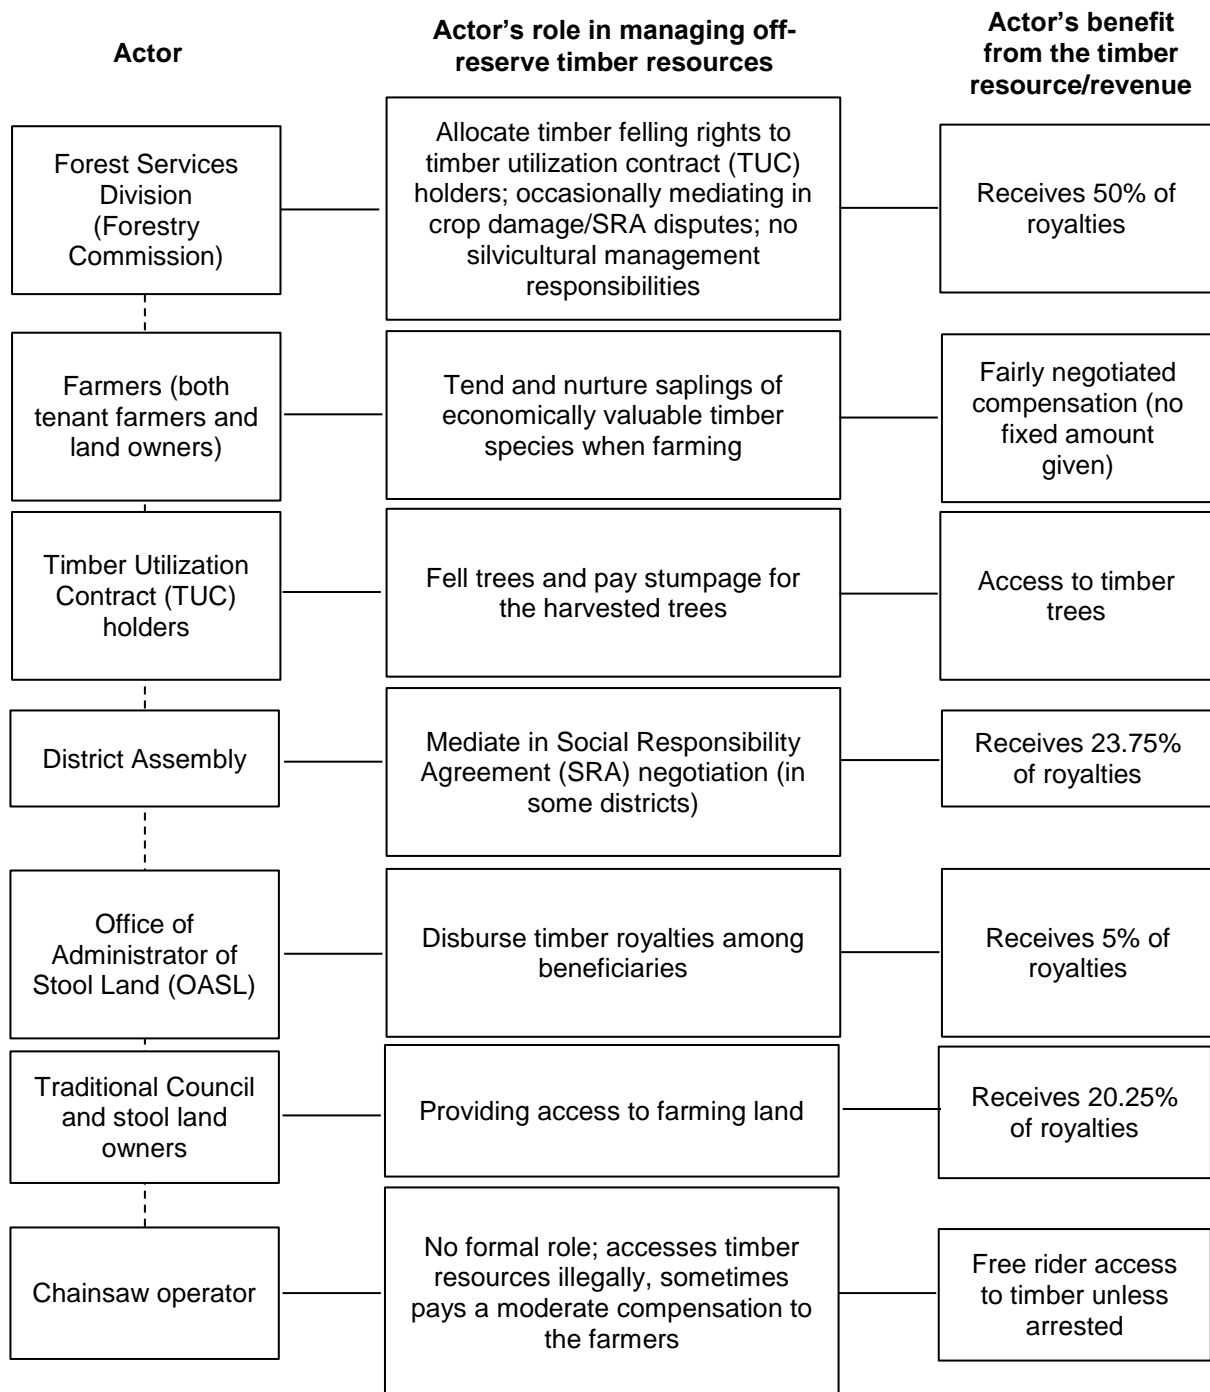 Actor
Actor’s role in managing off-
reserve timber resources
Actor’s benefit
from the timber
resource/revenue
Forest Services
Division
(Forestry
Commission)
Allocate timber felling rights to
timber utilization contract (TUC)
holders; occasionally mediating in
crop damage/SRA disputes; no
silvicultural management
responsibilities
Receives 50% of
royalties
Farmers (both
tenant farmers and
land owners)
Tend and nurture saplings of
economically valuable timber
species when farming
Fairly negotiated
compensation (no
fixed amount
given)
Timber Utilization
Contract (TUC)
holders
Fell trees and pay stumpage for
the harvested trees
Access to timber
trees
District Assembly
Mediate in Social Responsibility
Agreement (SRA) negotiation (in
some districts)
Receives 23.75%
of royalties
Office of
Administrator of
Stool Land (OASL)
Disburse timber royalties among
beneficiaries
Receives 5% of
royalties
Traditional Council
and stool land
owners
Providing access to farming land
Receives 20.25%
of royalties
Chainsaw operator
No formal role; accesses timber
resources illegally, sometimes
pays a moderate compensation to
the farmers
Free rider access
to timber unless
arrested